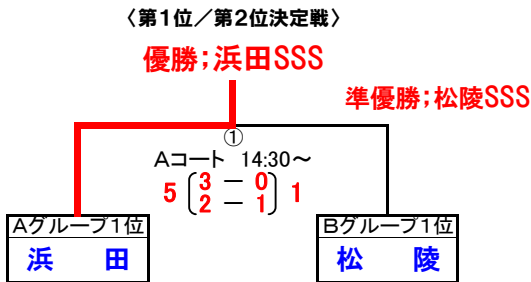 〈第1位／第2位決定戦〉
優勝；浜田SSS
準優勝；松陵SSS
①
Aコート 14:30～
5 3 － 0 1
2 － 1
Aグループ1位 Bグループ1位
浜 田 松 陵